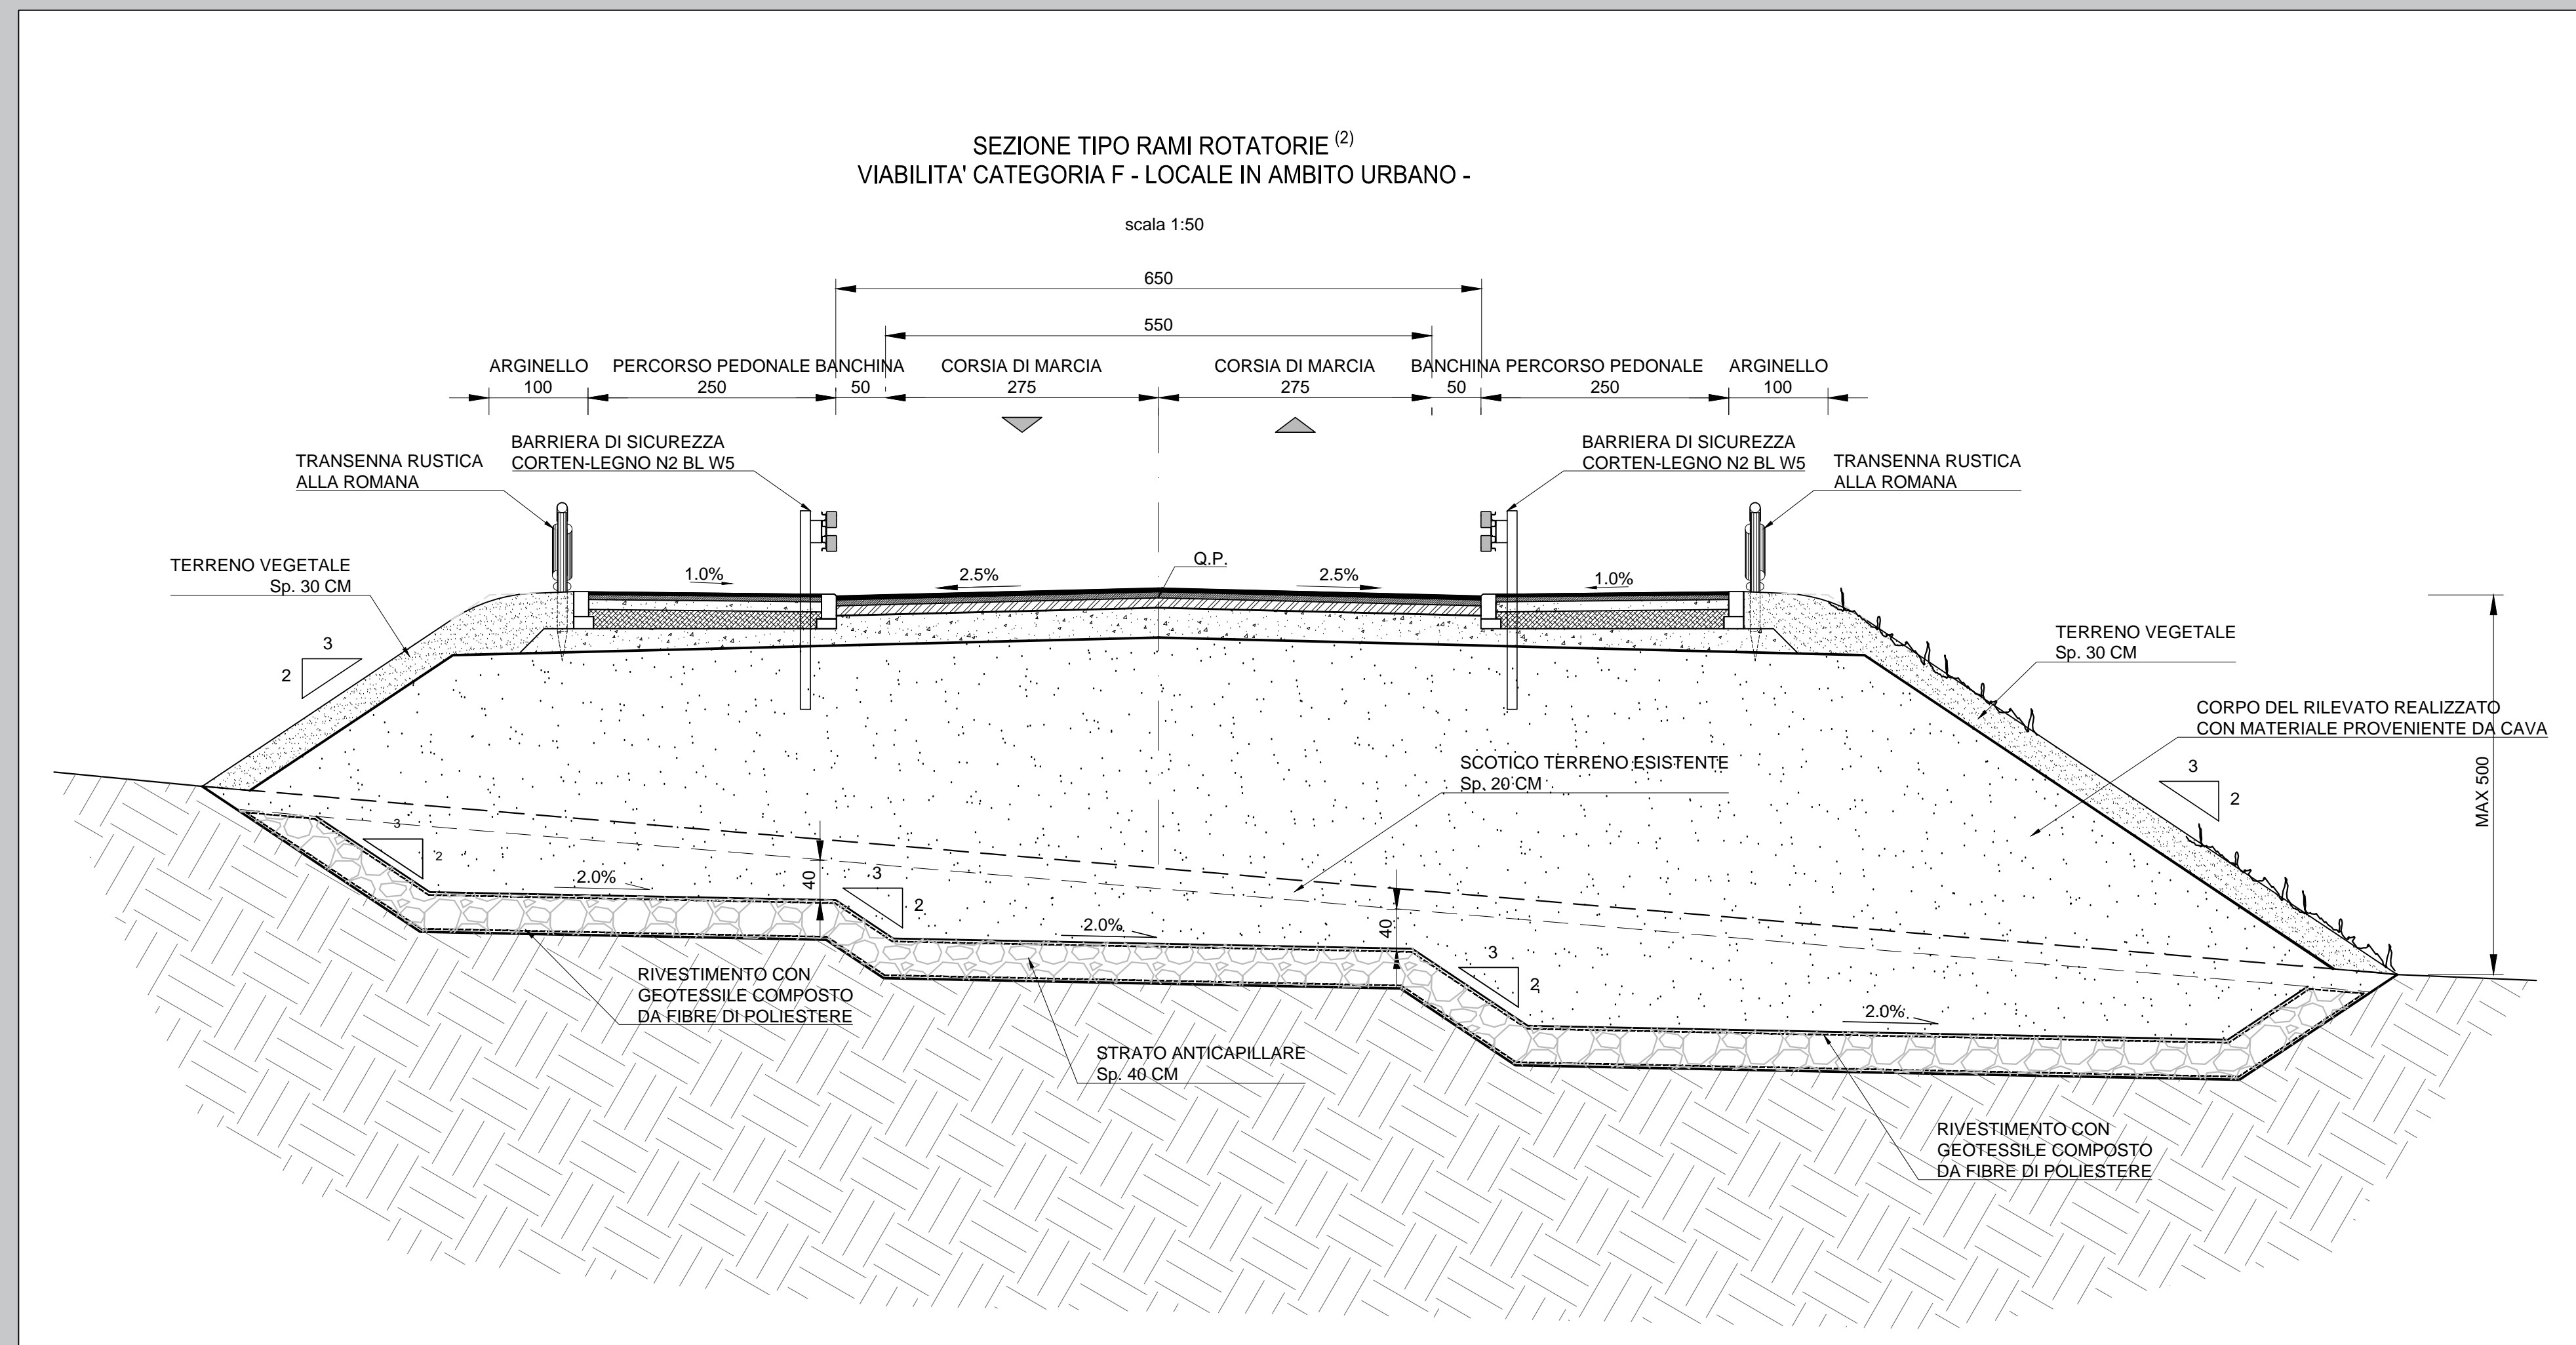 SEZIONE TIPO RAMI ROTATORIE (2)
VIABILITA' CATEGORIA F - LOCALE IN AMBITO URBANO -
scala 1:50
650
550
ARGINELLO PERCORSO PEDONALE BANCHINA CORSIA DI MARCIA CORSIA DI MARCIA BANCHINA PERCORSO PEDONALE ARGINELLO
100 250 50 275 275 50 250 100
BARRIERA DI SICUREZZA
CORTEN-LEGNO N2 BL W5
BARRIERA DI SICUREZZA
CORTEN-LEGNO N2 BL W5
TRANSENNA RUSTICA
ALLA ROMANA
TRANSENNA RUSTICA
ALLA ROMANA
Q.P.
TERRENO VEGETALE
Sp. 30 CM
1.0% 2.5% 2.5% 1.0%
TERRENO VEGETALE
Sp. 30 CM
3
2
CORPO DEL RILEVATO REALIZZATO
CON MATERIALE PROVENIENTE DA CAVA
SCOTICO TERRENO ESISTENTE
Sp. 20 CM
3
2
MAX 500
3
2
2.0%
40
3
2
2.0%
40
3
2
2.0%
RIVESTIMENTO CON
GEOTESSILE COMPOSTO
DA FIBRE DI POLIESTERE
STRATO ANTICAPILLARE
Sp. 40 CM
RIVESTIMENTO CON
GEOTESSILE COMPOSTO
DA FIBRE DI POLIESTERE